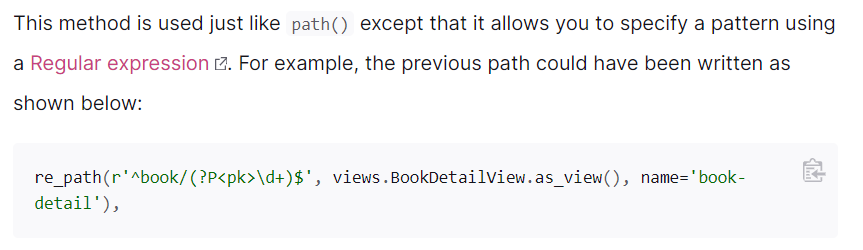 This method is used just like path() except that it allows you to specify a pattern using
a Regular expression. For example, the previous path could have been written as
shown below:
re_path(r'^book/(?P<pk>\d+)$', views.BookDetailView.as_view(), name='book-
detail'),